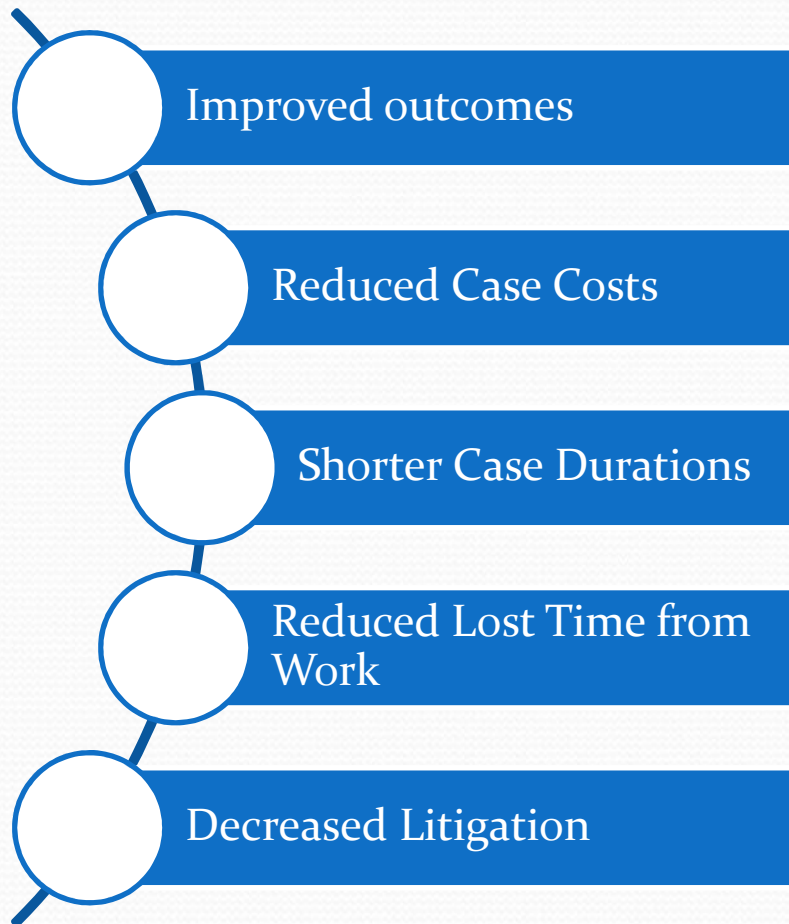 Improved outcomes
Reduced Case Costs
Shorter Case Durations
Reduced Lost Time from
Work
Decreased Litigation